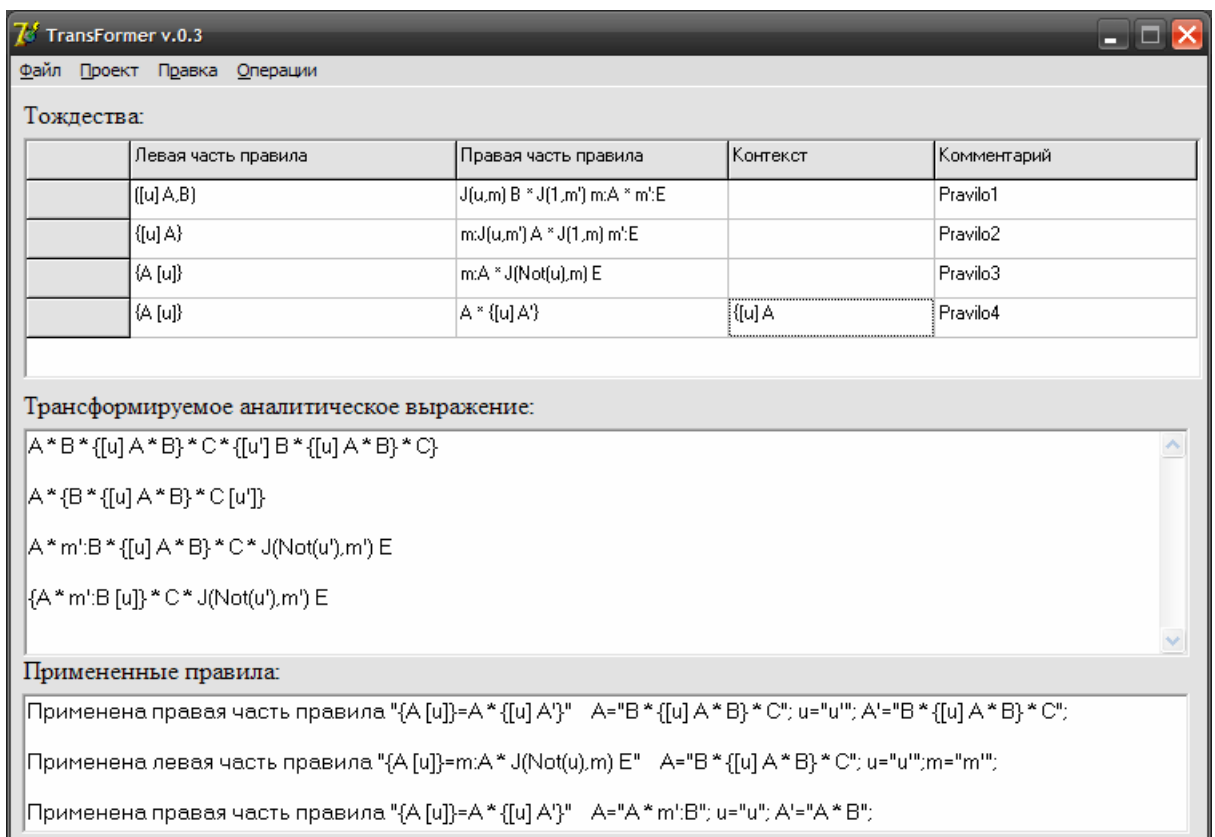 TransFormer v.0.3
Файл Проект Правка Операции
Тождества:
Левая часть правила Правая часть правила Контекст Комментарий
([u] A,B) J(u,m) B * J(1,m') m:A * m':E Pravilo1
{[u] A} m:J(u,m') A * J(1,m) m':E Pravilo2
{A [u]} m:A * J(Not(u),m) E Pravilo3
{A [u]} A * {[u] A'} {[u] A Pravilo4
Трансформируемое аналитическое выражение:
A * B * {[u] A * B} * C * {[u'] B * {[u] A * B} * C}
A * {B * {[u] A * B} * C [u']}
A * m':B * {[u] A * B} * C * J(Not(u'),m') E
{A * m':B [u]} * C * J(Not(u'),m') E
Примененные правила:
Применена правая часть правила "{A [u]}=A * {[u] A'}" A="B * {[u] A * B} * C"; u="u'"; A'="B * {[u] A * B} * C";
Применена левая часть правила "{A [u]}=m:A * J(Not(u),m) E" A="B * {[u] A * B} * C"; u="u'";m="m'";
Применена правая часть правила "{A [u]}=A * {[u] A'}" A="A * m':B"; u="u"; A'="A * B";